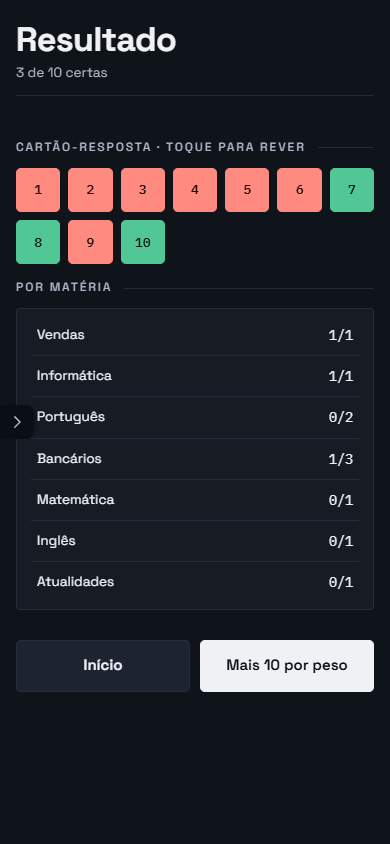 Resultado
3 de 10 certas
CARTÃO-RESPOSTA · TOQUE PARA REVER
1 2 3 4 5 6 7
8 9 10
POR MATÉRIA
Vendas 1/1
Informática 1/1
Português 0/2
Bancários 1/3
Matemática 0/1
Inglês 0/1
Atualidades 0/1
Início Mais 10 por peso